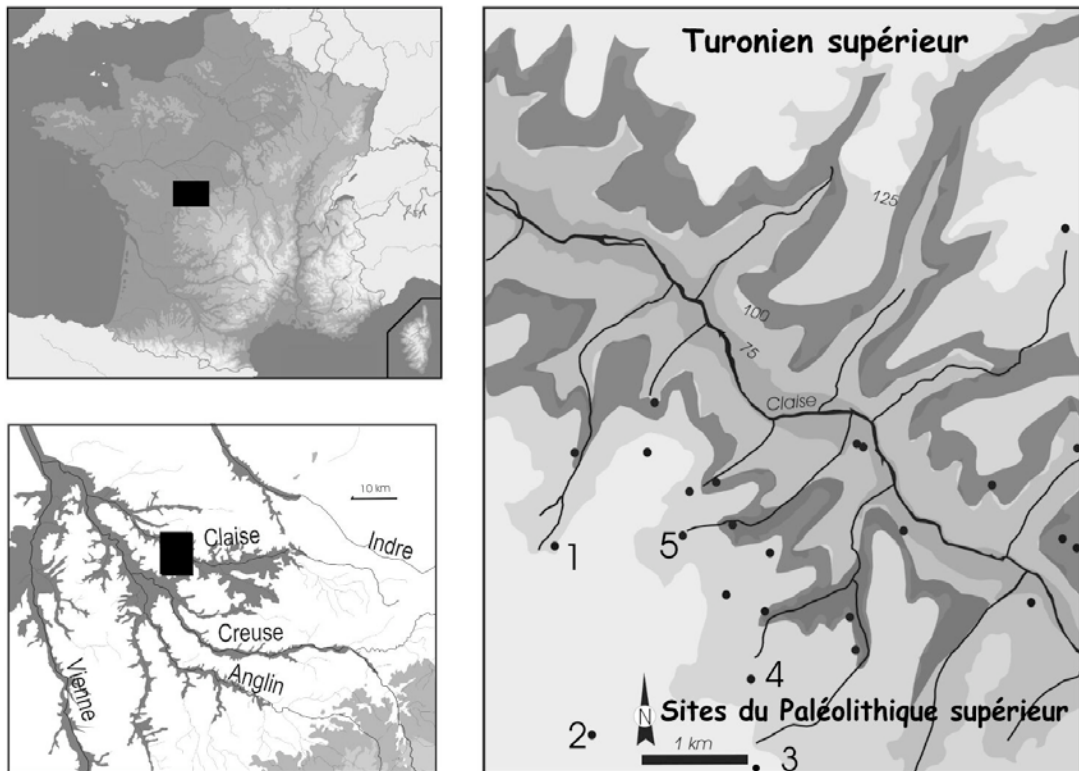 10 km
Claise
Indre
Creuse
Anglin
Vienne
Turonien supérieur
125
100
75
Claise
1
5
4
Sites du Paléolithique supérieur
N
2
1 km
3